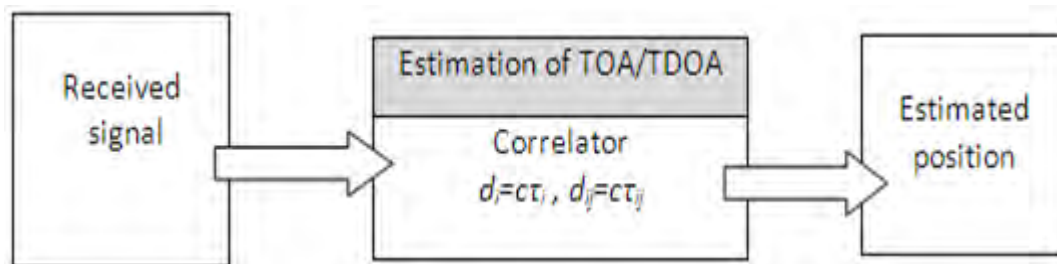 Received
signal
Estimation of TOA/TDOA
Correlator
dᵢ=cτᵢ , dᵢⱼ=cτᵢⱼ
Estimated
position